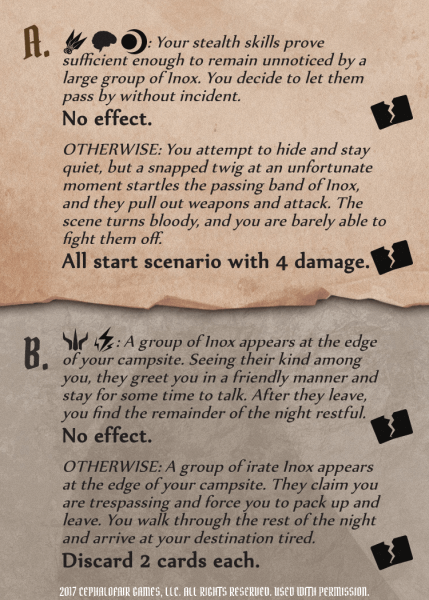 A. : Your stealth skills prove
sufficient enough to remain unnoticed by a
large group of Inox. You decide to let them
pass by without incident.
No effect.
OTHERWISE: You attempt to hide and stay
quiet, but a snapped twig at an unfortunate
moment startles the passing band of Inox,
and they pull out weapons and attack. The
scene turns bloody, and you are barely able to
fight them off.
All start scenario with 4 damage.
B. : A group of Inox appears at the edge
of your campsite. Seeing their kind among
you, they greet you in a friendly manner and
stay for some time to talk. After they leave,
you find the remainder of the night restful.
No effect.
OTHERWISE: A group of irate Inox appears
at the edge of your campsite. They claim you
are trespassing and force you to pack up and
leave. You walk through the rest of the night
and arrive at your destination tired.
Discard 2 cards each.
2017 CEPHALOFAIR GAMES, LLC. ALL RIGHTS RESERVED. USED WITH PERMISSION.